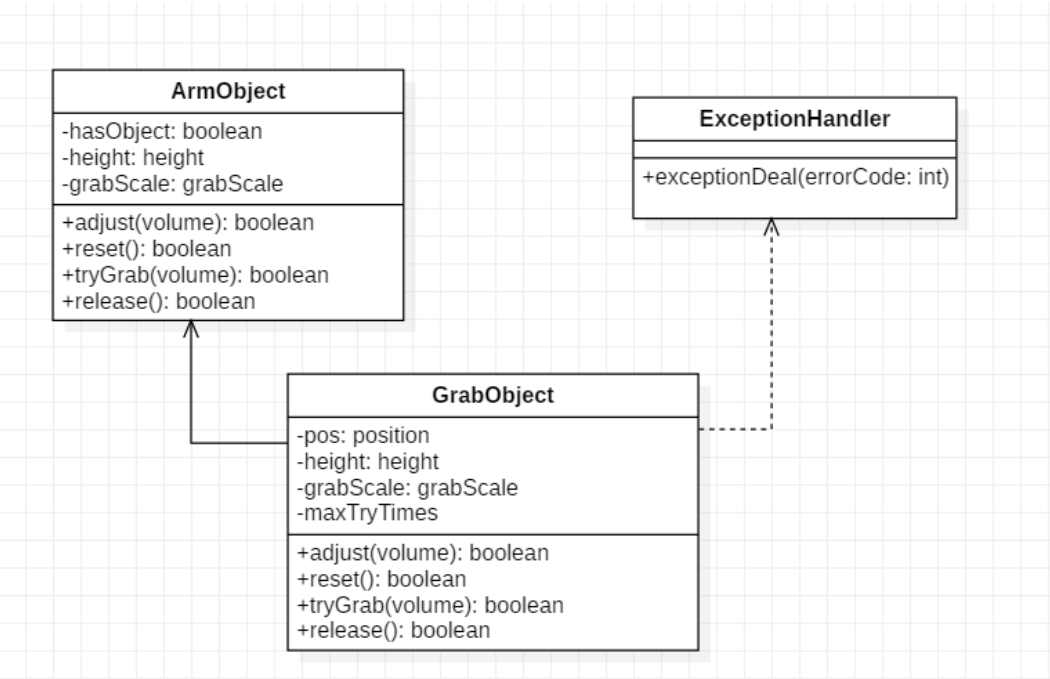 ArmObject
-hasObject: boolean
-height: height
-grabScale: grabScale
+adjust(volume): boolean
+reset(): boolean
+tryGrab(volume): boolean
+release(): boolean
ExceptionHandler
+exceptionDeal(errorCode: int)
GrabObject
-pos: position
-height: height
-grabScale: grabScale
-maxTryTimes
+adjust(volume): boolean
+reset(): boolean
+tryGrab(volume): boolean
+release(): boolean